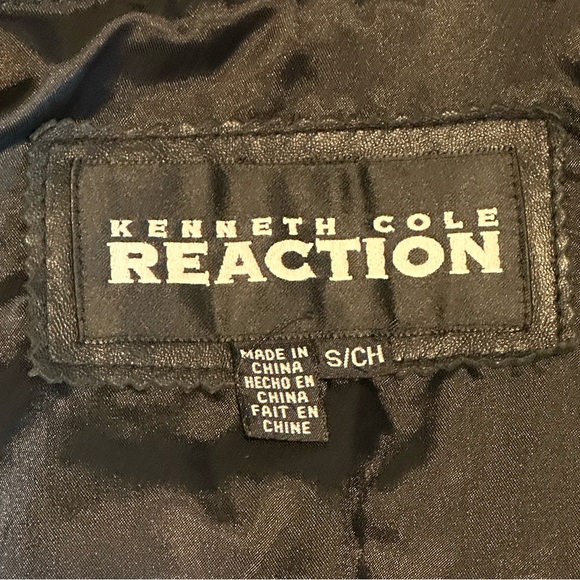 KENNETH COLE
REACTION
MADE IN
CHINA
HECHO EN
CHINA
FAIT EN
CHINE
S/CH